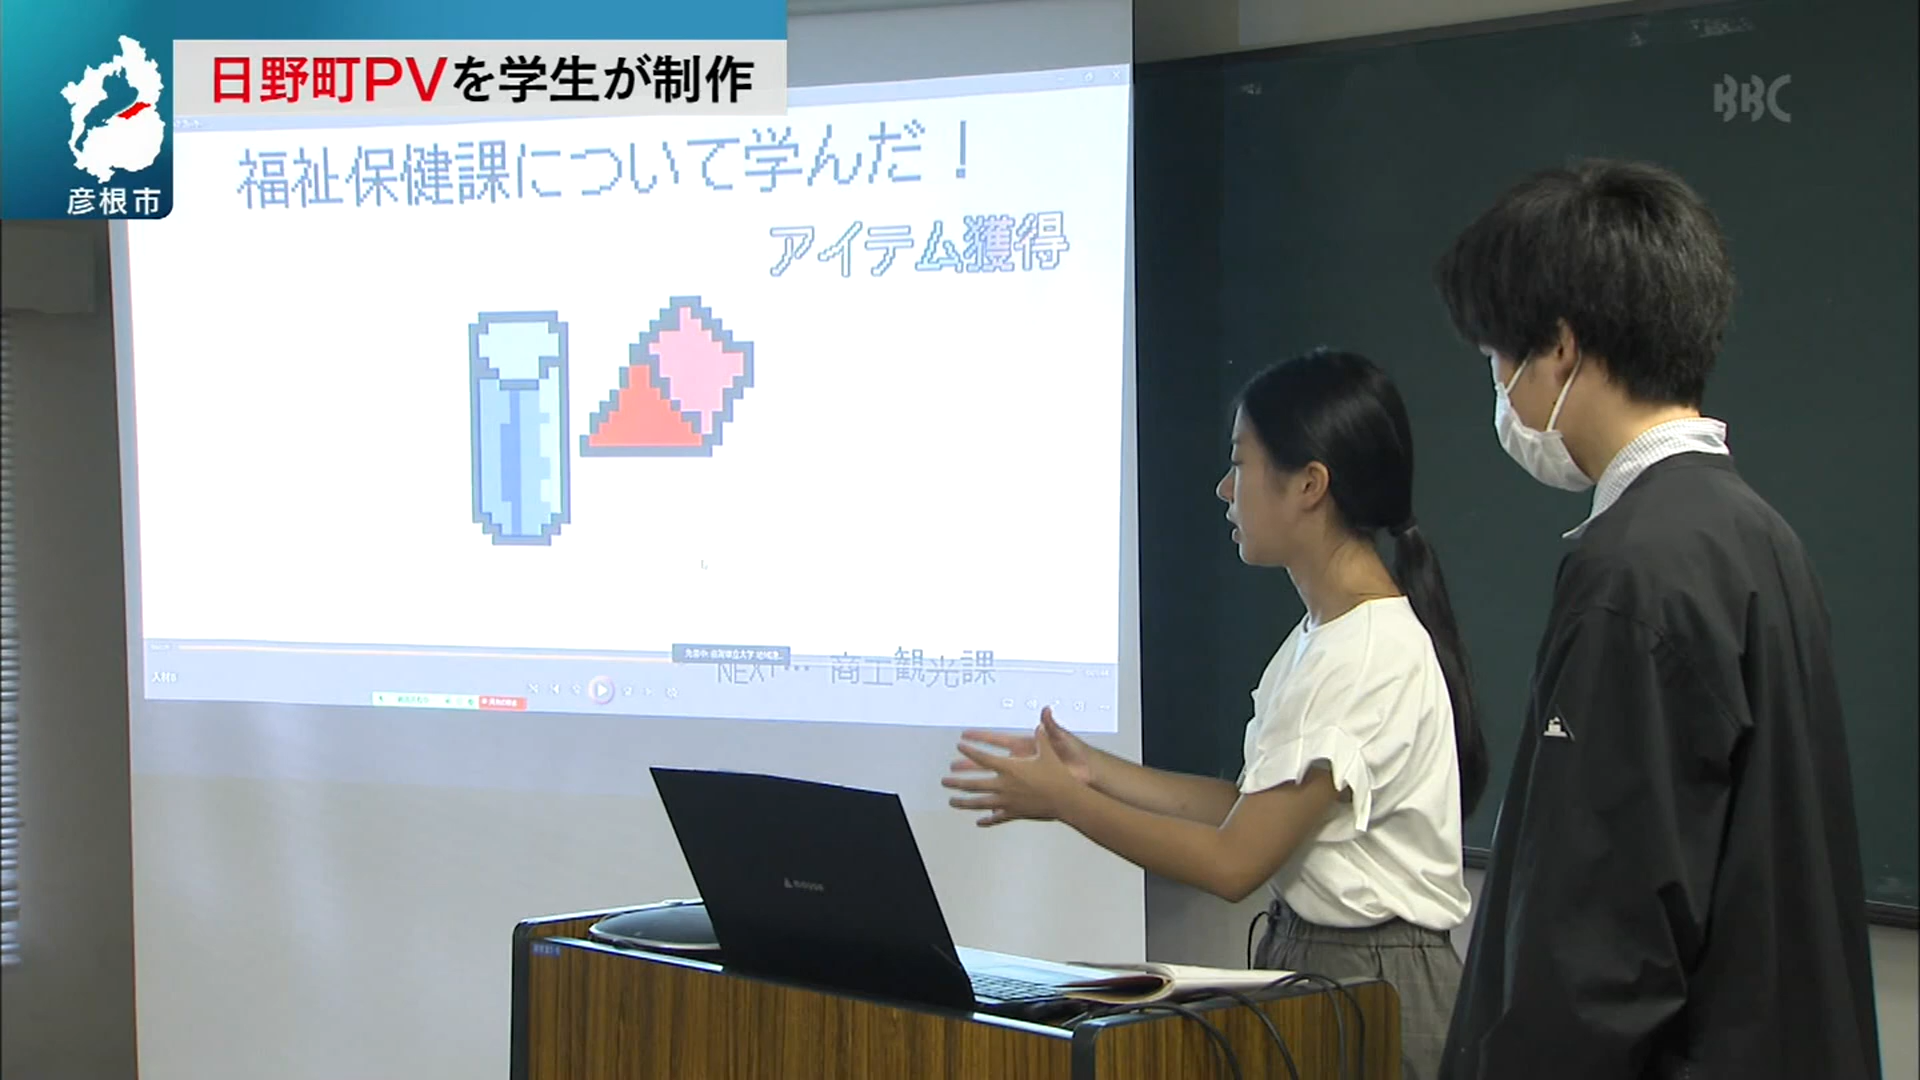 日野町PVを学生が制作
彦根市
BBC
福祉保健課について学んだ！
アイテム獲得
NEXT… 商工観光課
mouse